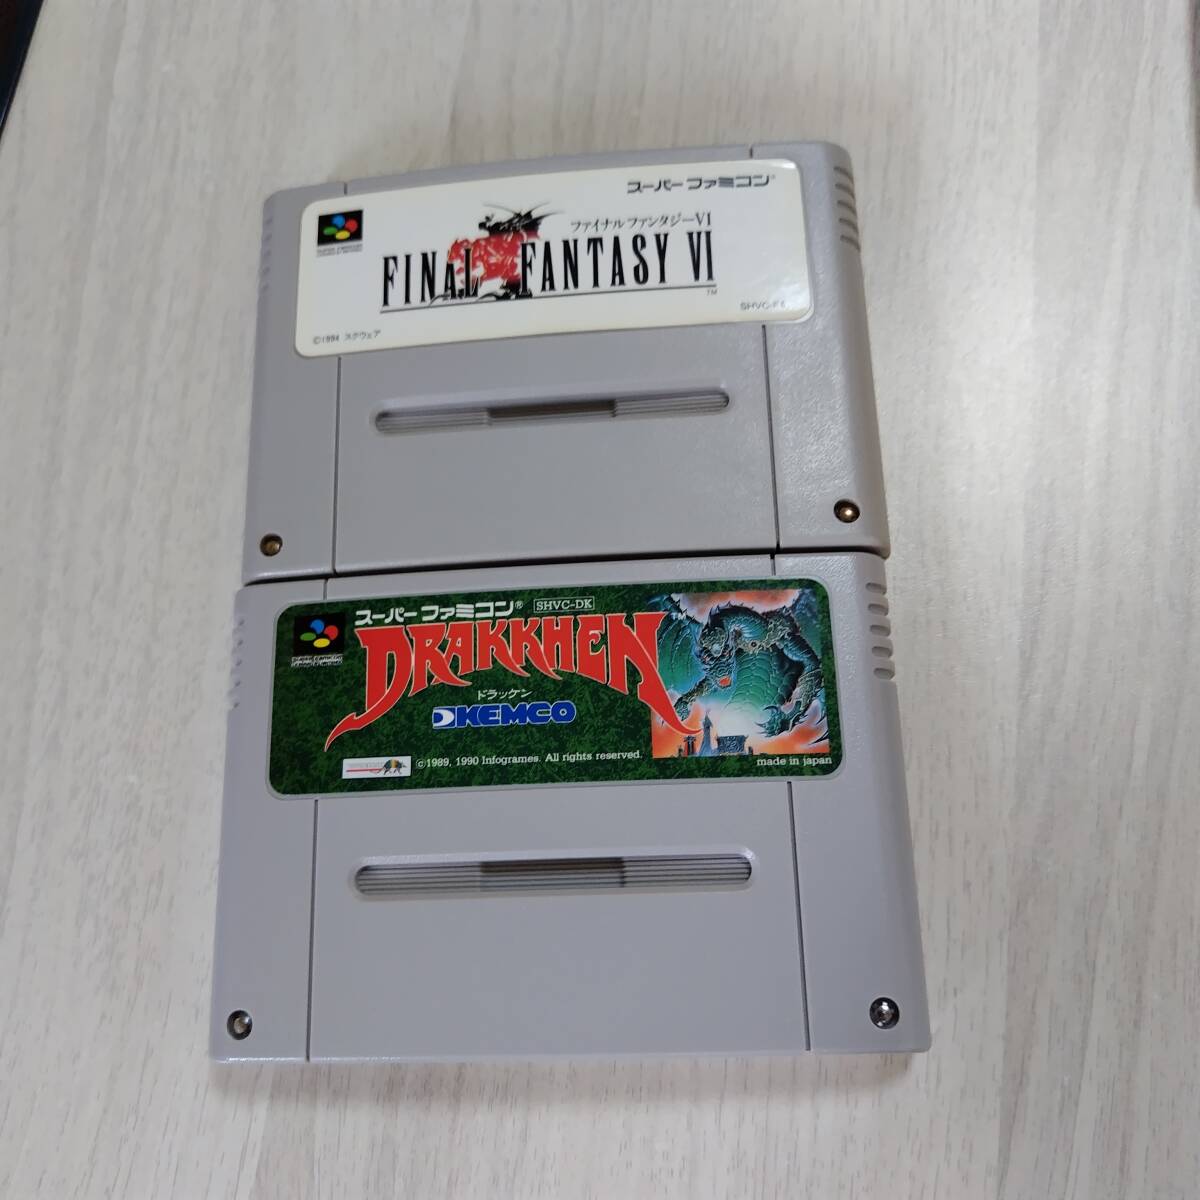 スーパーファミコン®
ファイナルファンタジーVI
FINAL FANTASY VI
TM
©1994 スクウェア
スーパーファミコン®
SHVC-DK
DRAKKHEN
TM
ドラッケン
KEMCO
©1989, 1990 Infogrames. All rights reserved.
made in japan